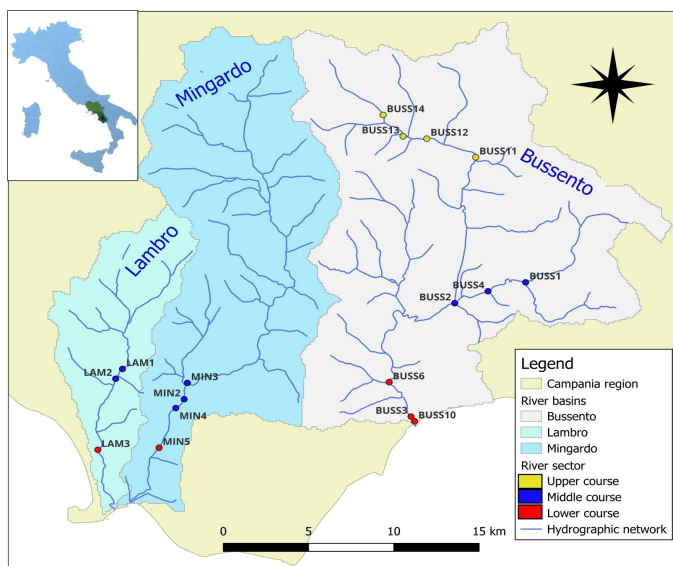 Mingardo
BUSS14
BUSS13
BUSS12
BUSS11
Bussento
Lambro
BUSS1
BUSS4
BUSS2
LAM1
LAM2
MIN3
MIN2
MIN4
BUSS6
BUSS3
BUSS10
LAM3
MIN5
Legend
Campania region
River basins
Bussento
Lambro
Mingardo
River sector
Upper course
Middle course
Lower course
Hydrographic network
0 5 10 15 km